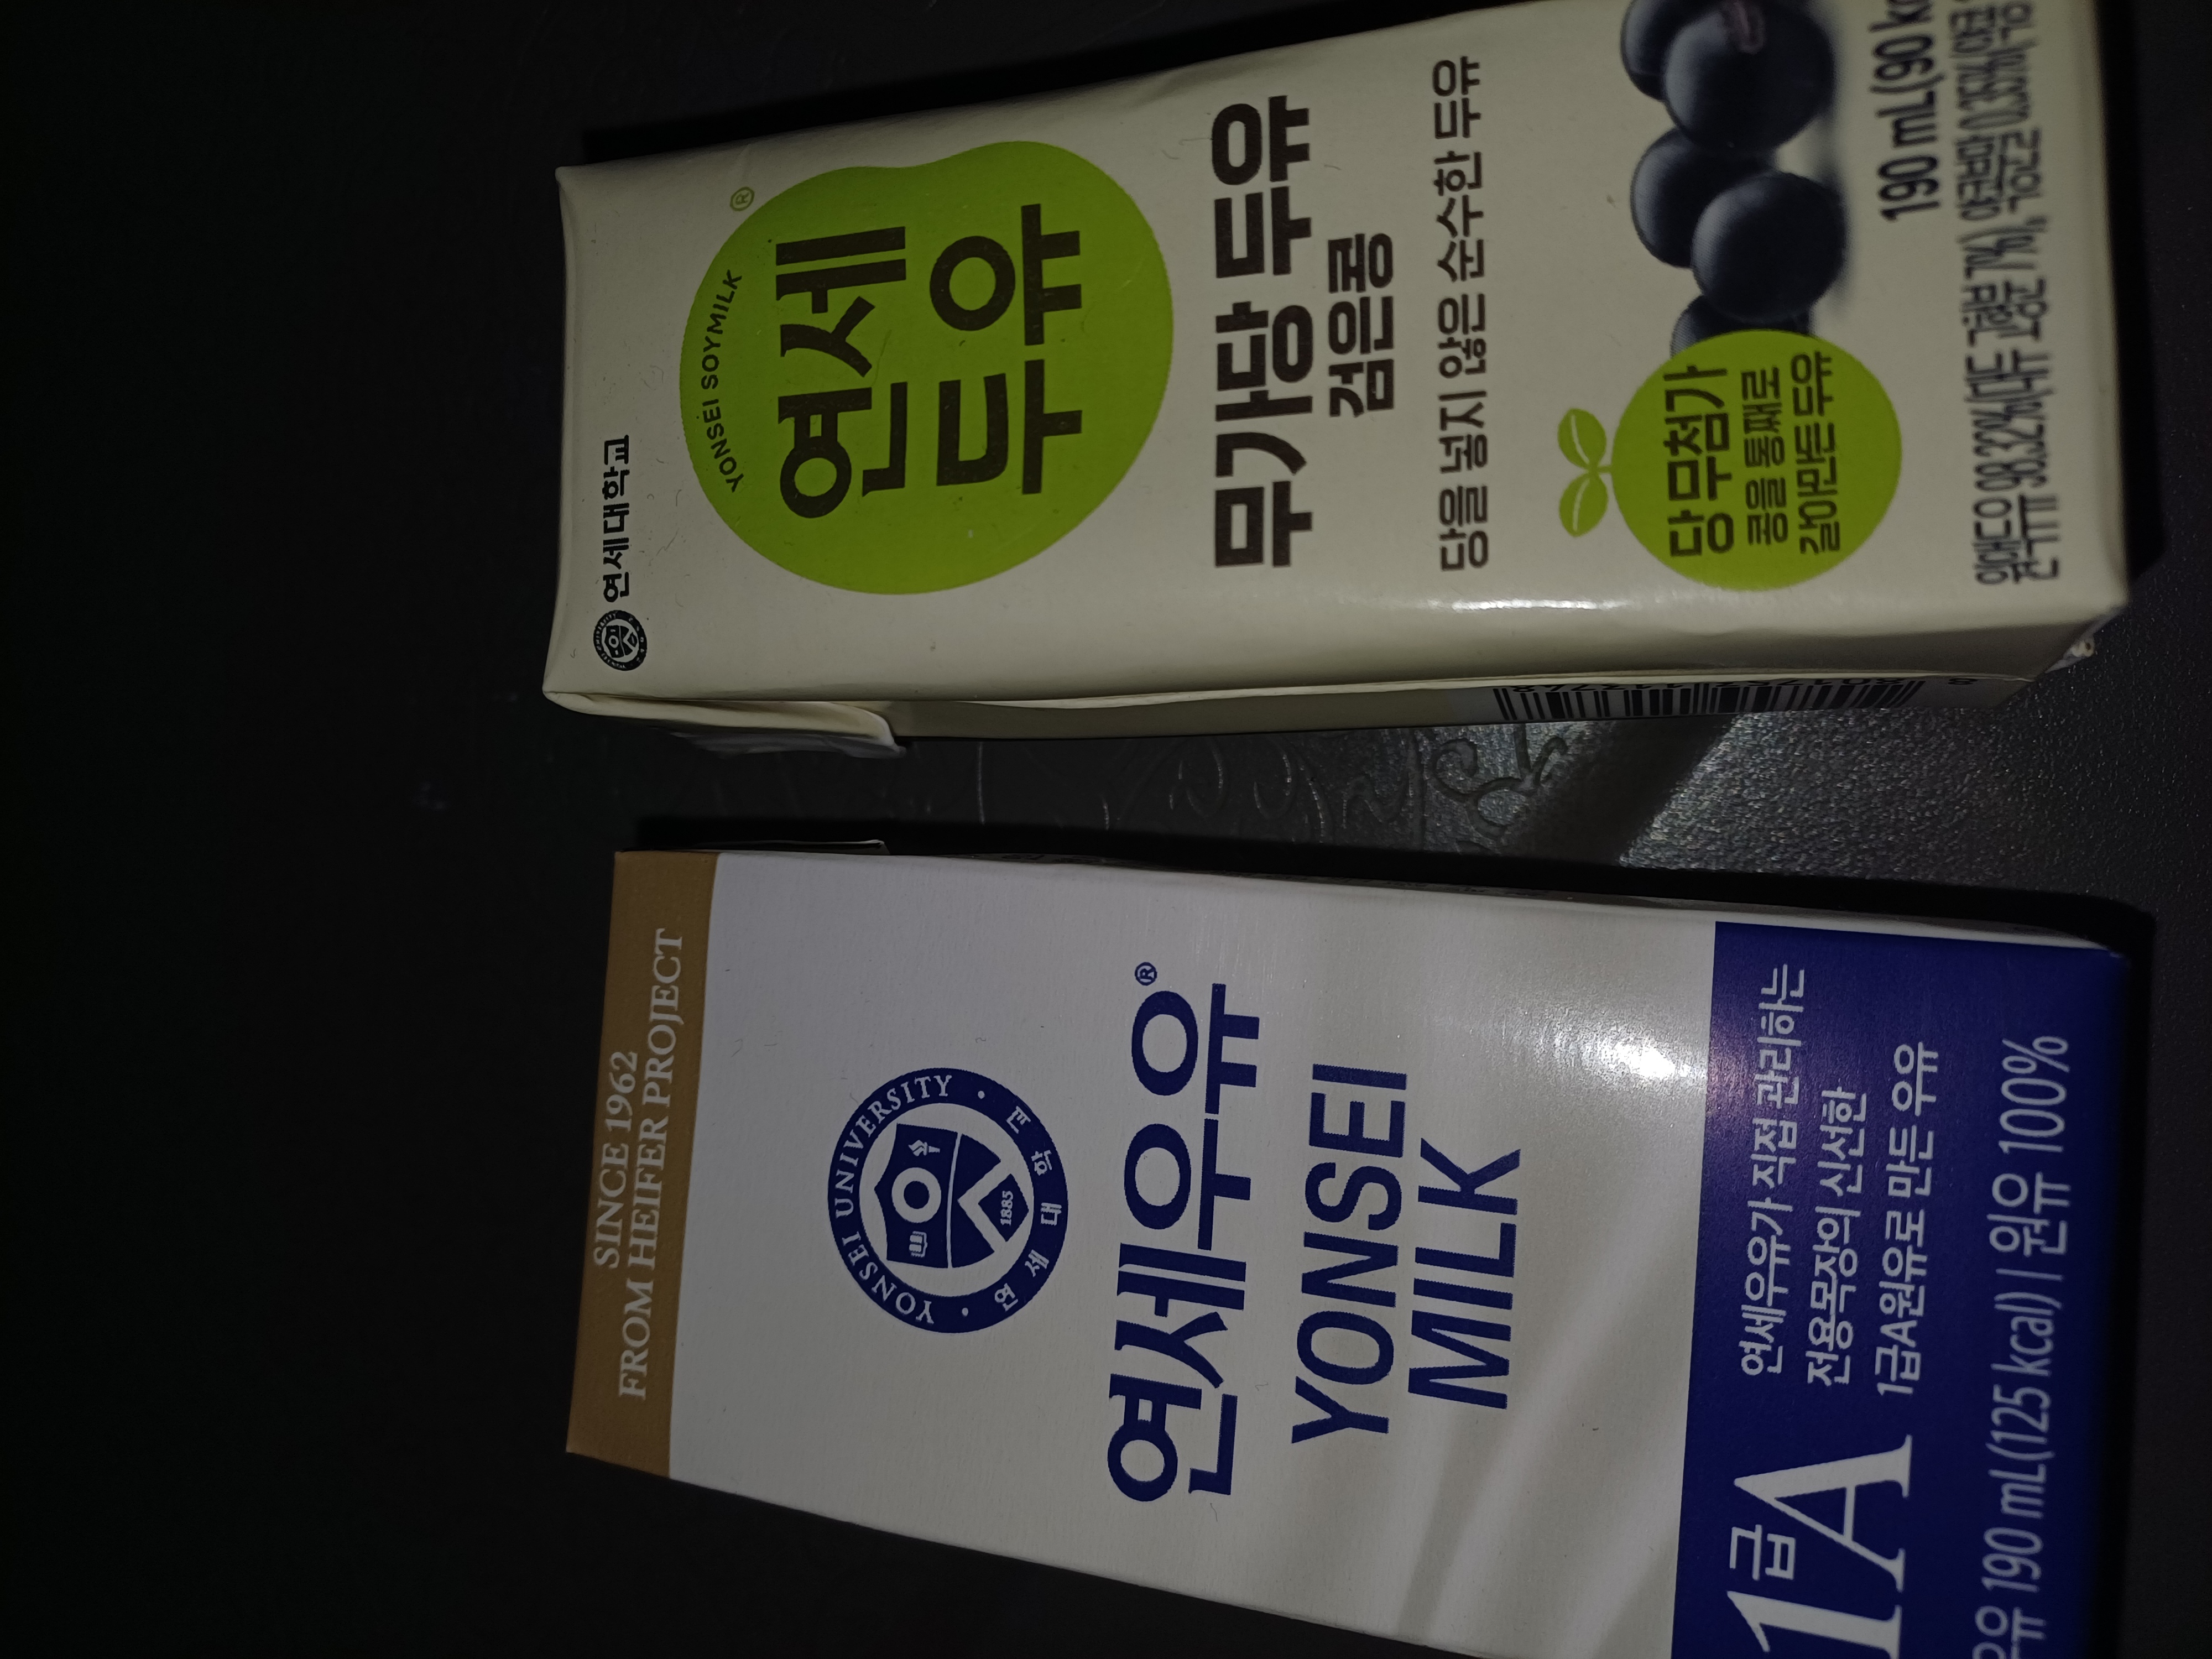 SINCE 1962
FROM HEIFER PROJECT
YONSEI UNIVERSITY · 연세대학교 ·
1885
연세우유®
YONSEI
MILK
1급A
연세우유가 직접 관리하는
전용목장의 신선한
1급A원유로 만든 우유
190 mL(125 kcal) | 원유 100%
연세대학교
YONSEI SOYMILK ®
연세
두유
무가당 두유
검은콩
당을 넣지 않은 순수한 두유
당무첨가
콩을 통째로
갈아만든두유
190 mL(90